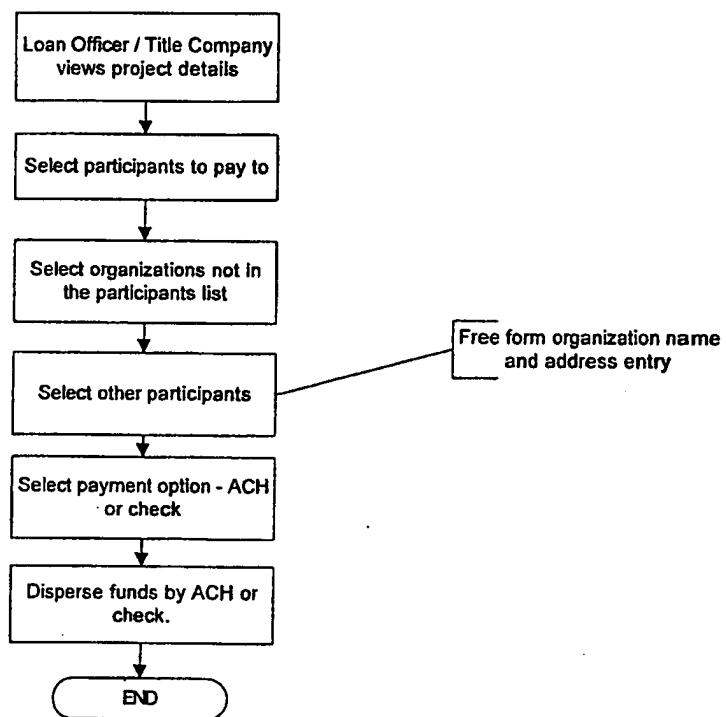 Loan Officer / Title Company
views project details
Select participants to pay to
Select organizations not in
the participants list
Select other participants
Free form organization name
and address entry
Select payment option - ACH
or check
Disperse funds by ACH or
check.
END